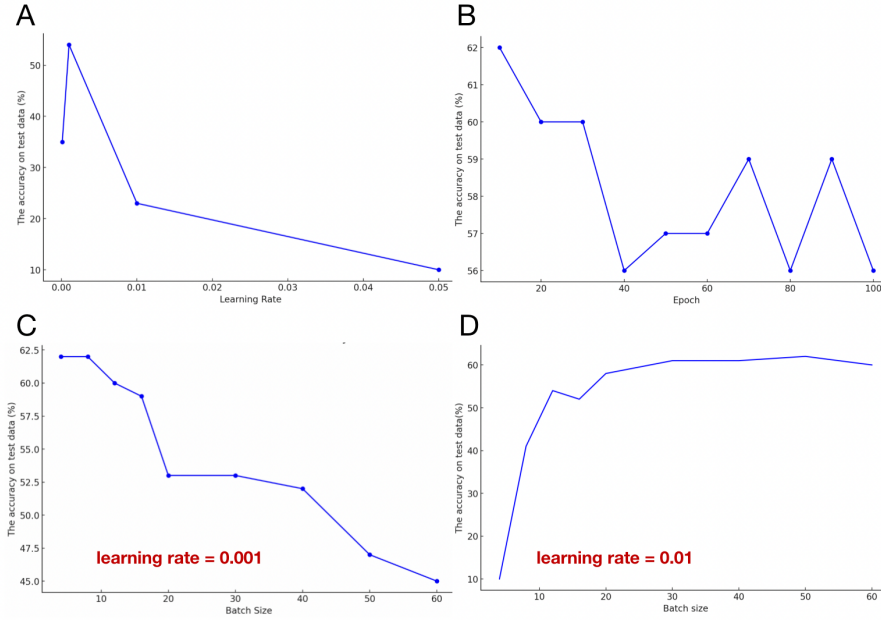 A
The accuracy on test data (%)
50
40
30
20
10
0.00 0.01 0.02 0.03 0.04 0.05
Learning Rate
B
The accuracy on test data (%)
62
61
60
59
58
57
56
20 40 60 80 100
Epoch
C
The accuracy on test data (%)
62.5
60.0
57.5
55.0
52.5
50.0
47.5
45.0
learning rate = 0.001
10 20 30 40 50 60
Batch Size
D
The accuracy on test data(%)
60
50
40
30
20
10
learning rate = 0.01
10 20 30 40 50 60
Batch size